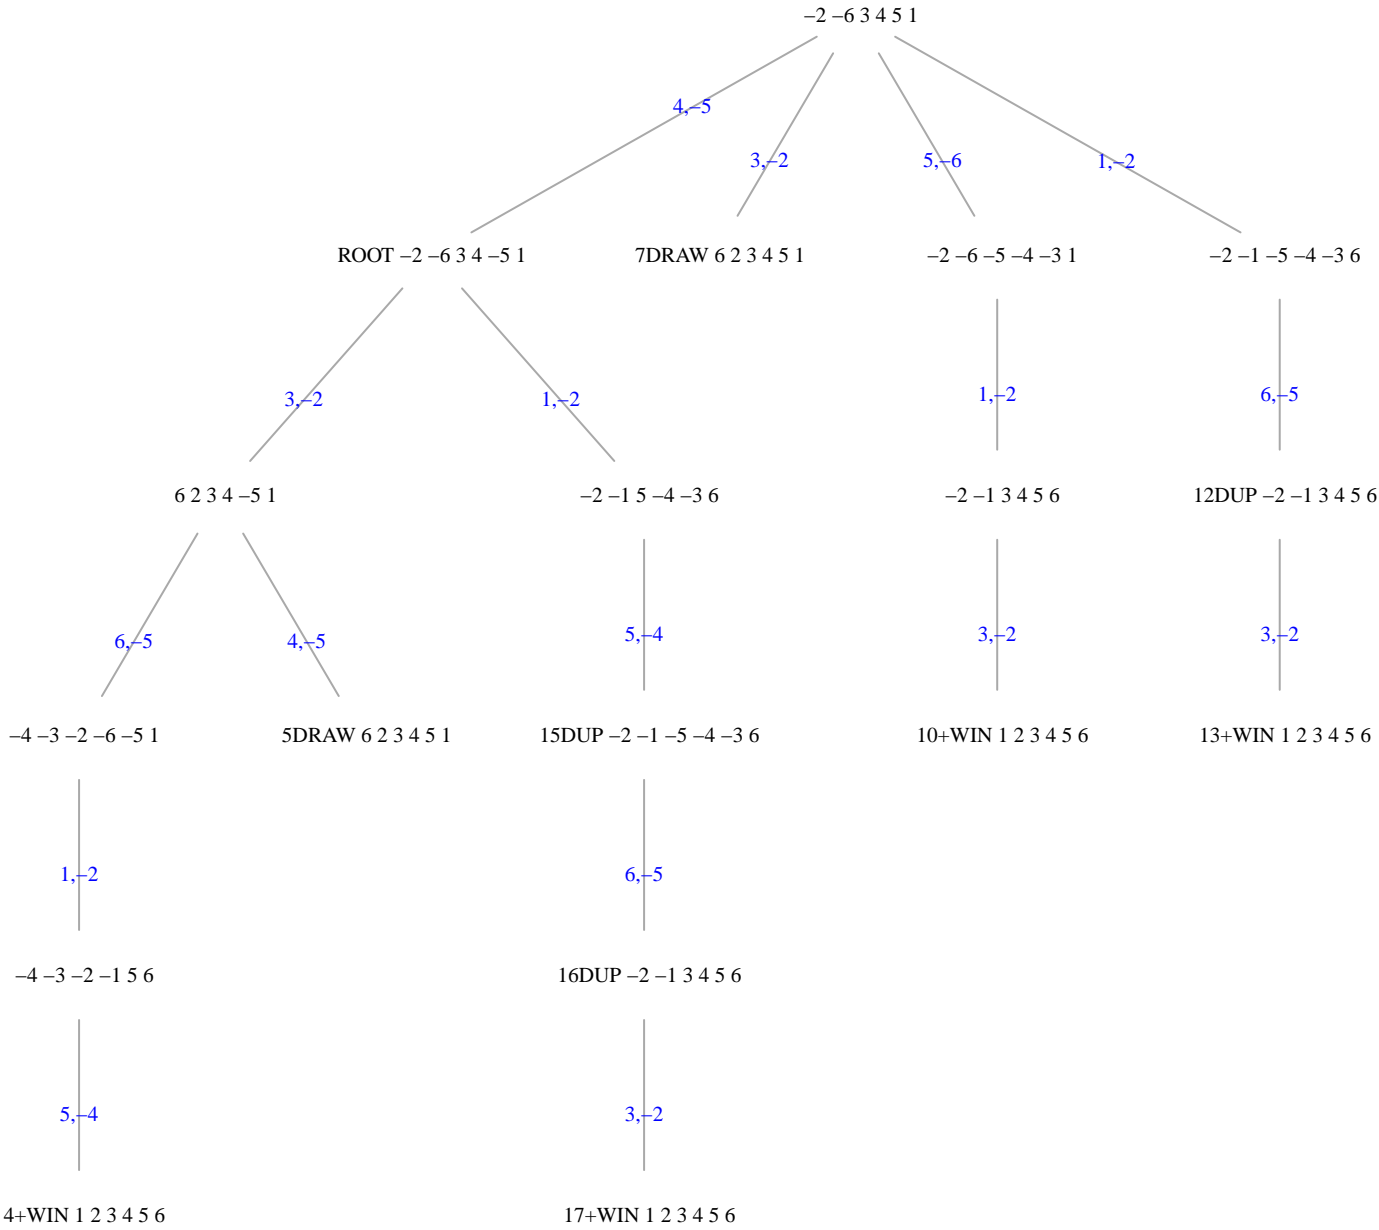 −2 −6 3 4 5 1
4,−5
3,−2
5,−6
1,−2
ROOT −2 −6 3 4 −5 1
7DRAW 6 2 3 4 5 1
−2 −6 −5 −4 −3 1
−2 −1 −5 −4 −3 6
3,−2
1,−2
1,−2
6,−5
6 2 3 4 −5 1
−2 −1 5 −4 −3 6
−2 −1 3 4 5 6
12DUP −2 −1 3 4 5 6
6,−5
4,−5
5,−4
3,−2
3,−2
−4 −3 −2 −6 −5 1
5DRAW 6 2 3 4 5 1
15DUP −2 −1 −5 −4 −3 6
10+WIN 1 2 3 4 5 6
13+WIN 1 2 3 4 5 6
1,−2
6,−5
−4 −3 −2 −1 5 6
16DUP −2 −1 3 4 5 6
5,−4
3,−2
4+WIN 1 2 3 4 5 6
17+WIN 1 2 3 4 5 6